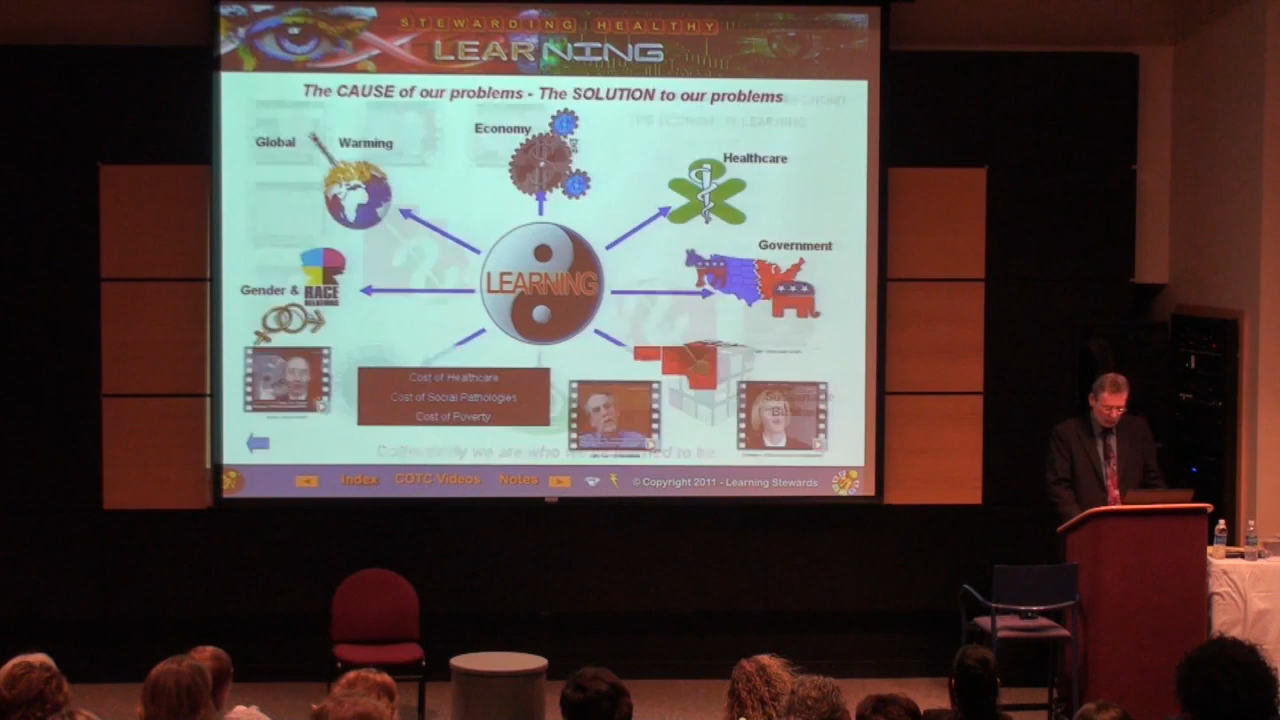 STEWARDING HEALTHY
LEARNING
The CAUSE of our problems - The SOLUTION to our problems
Global Warming
Economy
Healthcare
Government
Gender & RACE RELATIONS
LEARNING
Cost of Healthcare
Cost of Social Pathologies
Cost of Poverty
Index COTC Videos Notes
© Copyright 2011 - Learning Stewards